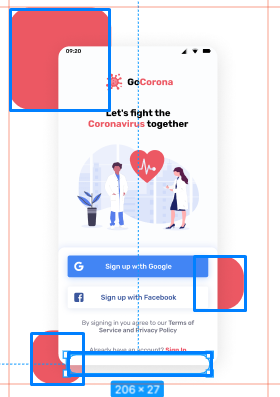 09:20
GoCorona
Let's fight the
Coronavirus together
Sign up with Google
Sign up with Facebook
By signing in you agree to our Terms of
Service and Privacy Policy
Already have an account? Sign In
206 × 27